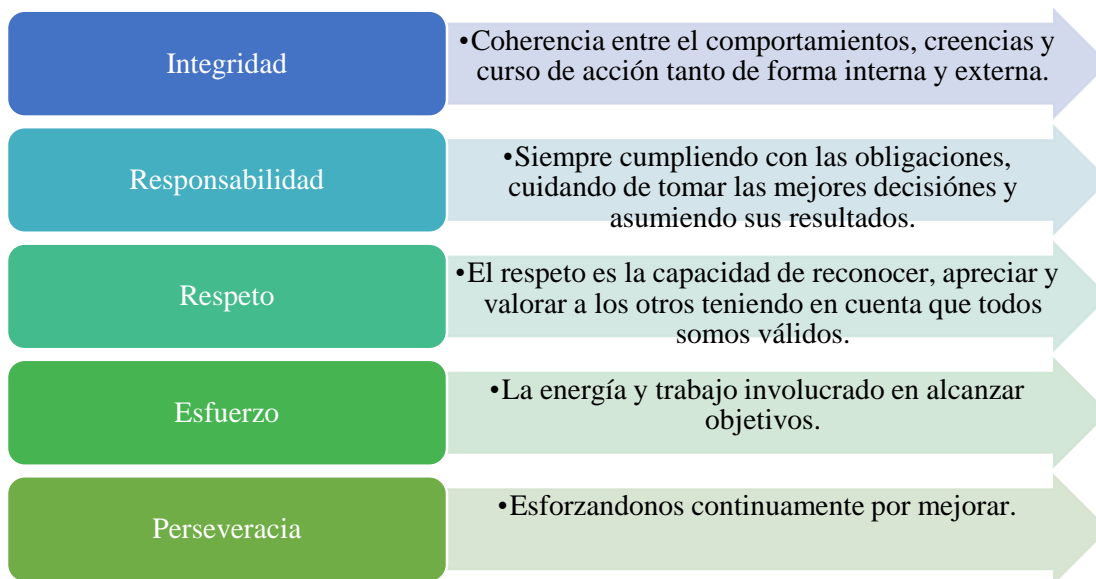 Integridad
•Coherencia entre el comportamientos, creencias y
curso de acción tanto de forma interna y externa.
Responsabilidad
•Siempre cumpliendo con las obligaciones,
cuidando de tomar las mejores decisiónes y
asumiendo sus resultados.
Respeto
•El respeto es la capacidad de reconocer, apreciar y
valorar a los otros teniendo en cuenta que todos
somos válidos.
Esfuerzo
•La energía y trabajo involucrado en alcanzar
objetivos.
Perseveracia
•Esforzandonos continuamente por mejorar.